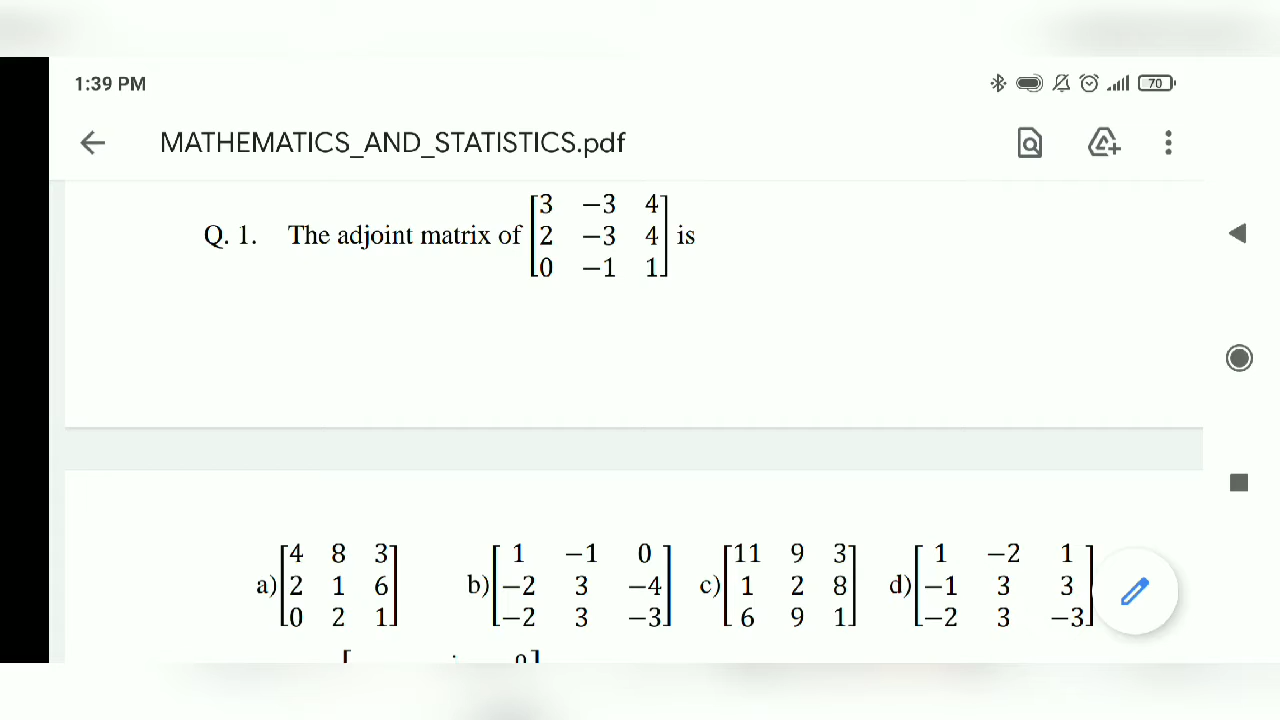 1:39 PM
70
MATHEMATICS_AND_STATISTICS.pdf
Q. 1. The adjoint matrix of [3 −3 4
2 −3 4
0 −1 1] is
a) [4 8 3
2 1 6
0 2 1]
b) [1 −1 0
−2 3 −4
−2 3 −3]
c) [11 9 3
1 2 8
6 9 1]
d) [1 −2 1
−1 3 3
−2 3 −3]